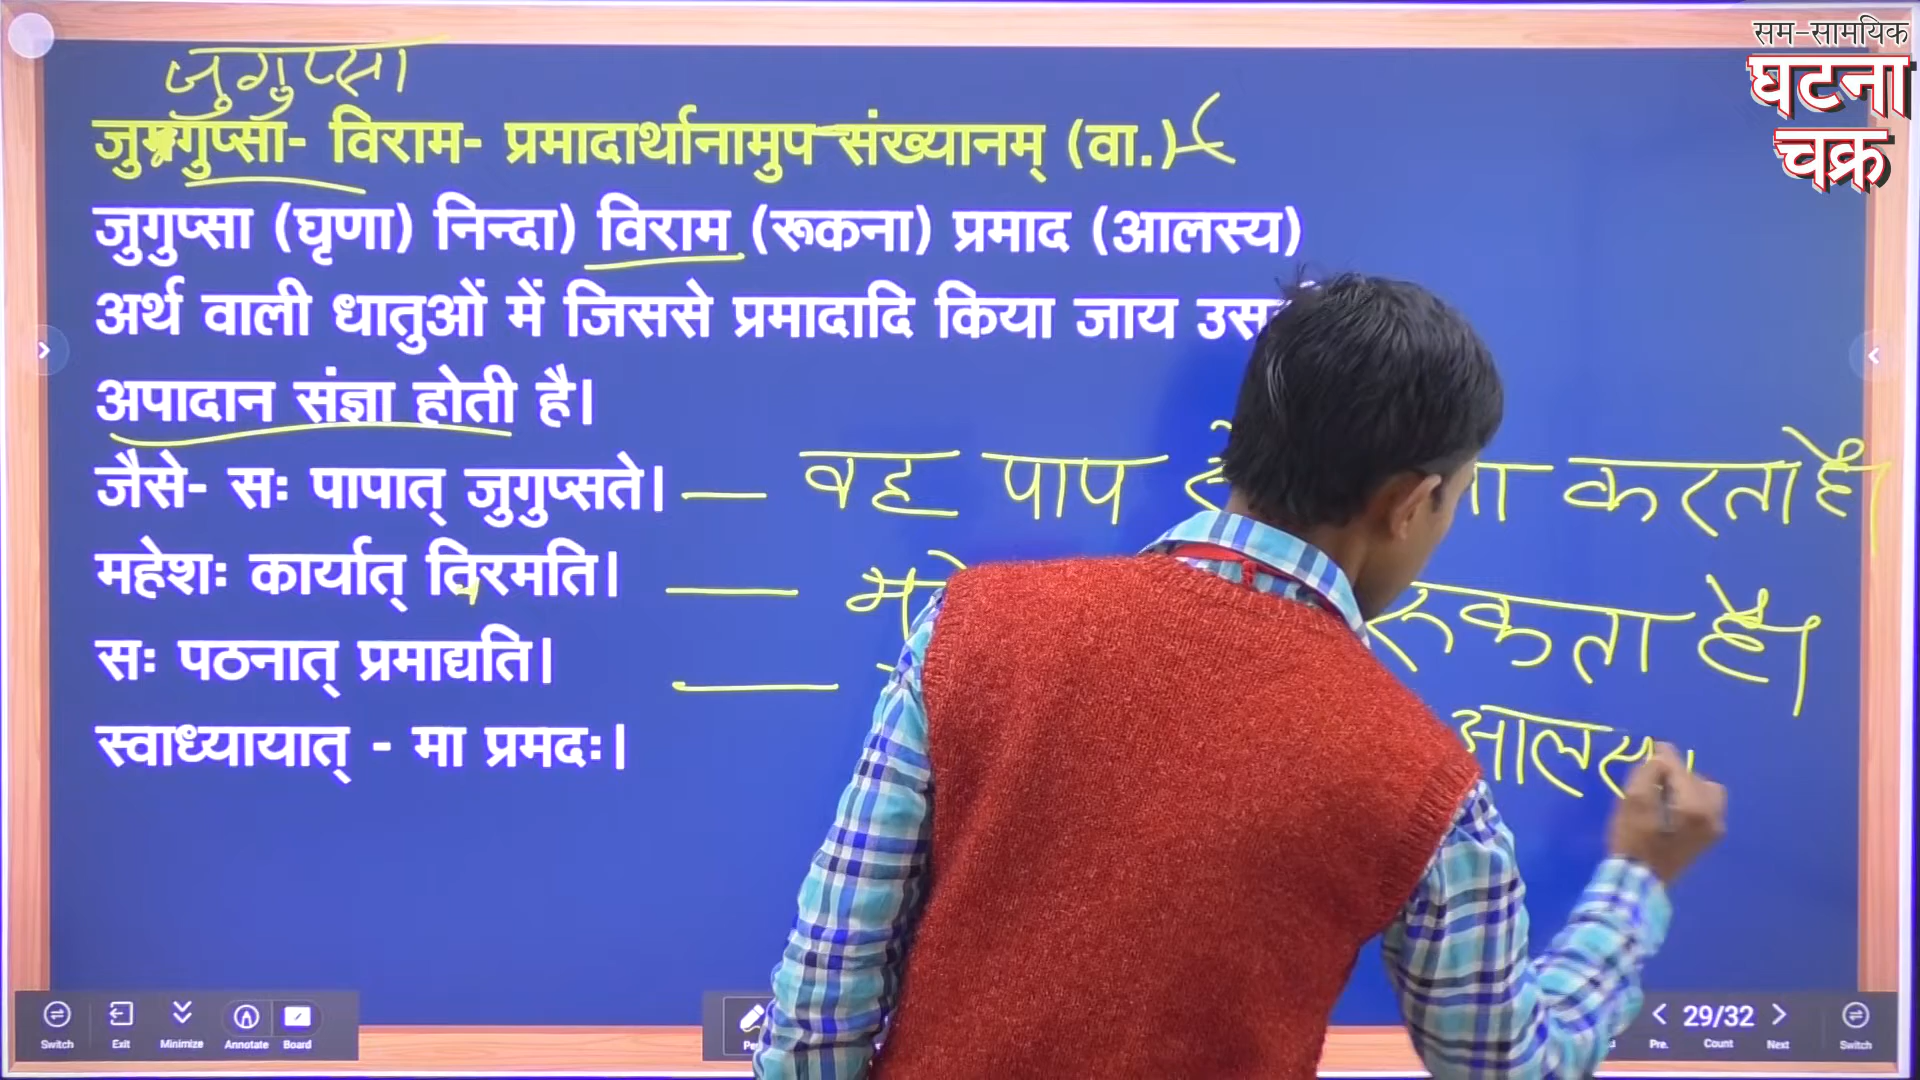 सम-सामयिक
घटना
चक्र
जुगुप्सा
जुगुप्सा- विराम- प्रमादार्थानामुप-संख्यानम् (वा.)
जुगुप्सा (घृणा) निन्दा) विराम (रूकना) प्रमाद (आलस्य)
अर्थ वाली धातुओं में जिससे प्रमादादि किया जाय
अपादान संज्ञा होती है।
जैसे- सः पापात् जुगुप्सते। — वह पाप करता है।
महेशः कार्यात् विरमति। — रुकता है।
सः पठनात् प्रमाद्यति। —
स्वाध्यायात् - मा प्रमदः।
Switch Exit Minimize Annotate Board
29/32
Pre. Count Next Switch